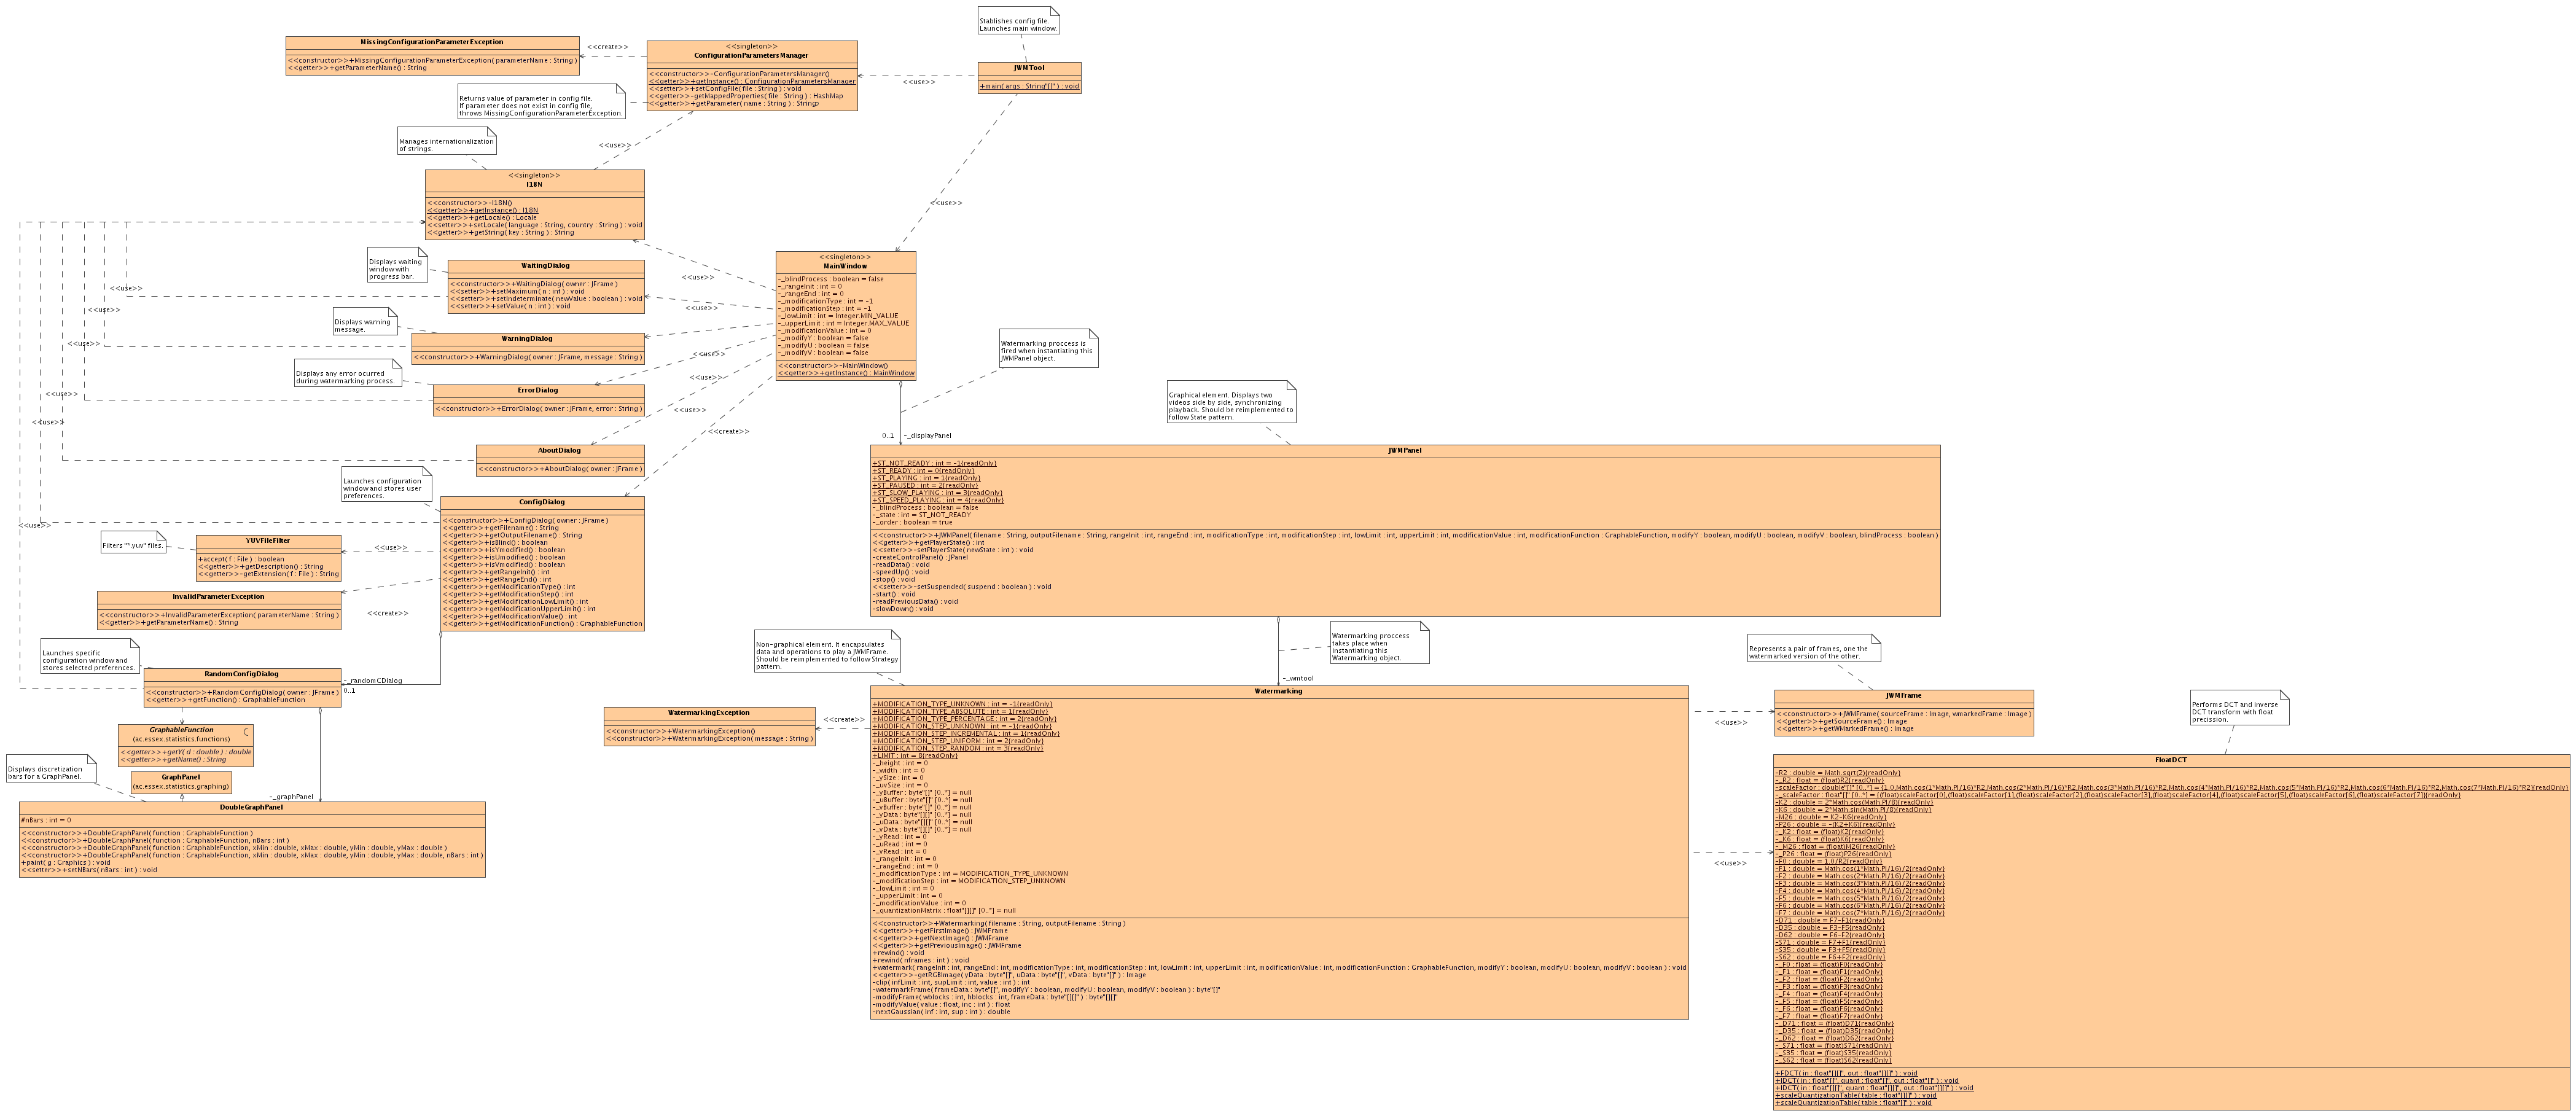 Stablishes config file.
Launches main window.
MissingConfigurationParameterException
<<constructor>>+MissingConfigurationParameterException( parameterName : String )
<<getter>>+getParameterName() : String
<<create>>
<<singleton>>
ConfigurationParametersManager
<<constructor>>-ConfigurationParametersManager()
<<getter>>+getInstance() : ConfigurationParametersManager
<<setter>>+setConfigFile( file : String ) : void
<<getter>>-getMappedProperties( file : String ) : HashMap
<<getter>>+getParameter( name : String ) : String
<<use>>
JWMTool
+main( args : String"[]" ) : void
Returns value of parameter in config file.
If parameter does not exist in config file,
throws MissingConfigurationParameterException.
Manages internationalization
of strings.
<<use>>
<<singleton>>
I18N
<<constructor>>-I18N()
<<getter>>+getInstance() : I18N
<<getter>>+getLocale() : Locale
<<setter>>+setLocale( language : String, country : String ) : void
<<getter>>+getString( key : String ) : String
<<use>>
Displays waiting
window with
progress bar.
WaitingDialog
<<constructor>>+WaitingDialog( owner : JFrame )
<<setter>>+setMaximum( n : int ) : void
<<setter>>+setIndeterminate( newValue : boolean ) : void
<<setter>>+setValue( n : int ) : void
<<use>>
<<use>>
<<use>>
<<singleton>>
MainWindow
-_blindProcess : boolean = false
-_rangeInit : int = 0
-_rangeEnd : int = 0
-_modificationType : int = -1
-_modificationStep : int = -1
-_lowLimit : int = Integer.MIN_VALUE
-_upperLimit : int = Integer.MAX_VALUE
-_modificationValue : int = 0
-_modifyY : boolean = false
-_modifyU : boolean = false
-_modifyV : boolean = false
<<constructor>>-MainWindow()
<<getter>>+getInstance() : MainWindow
<<use>>
Displays warning
message.
<<use>>
WarningDialog
<<constructor>>+WarningDialog( owner : JFrame, message : String )
<<use>>
Watermarking proccess is
fired when instantiating this
JWMPanel object.
Displays any error ocurred
during watermarking process.
ErrorDialog
<<constructor>>+ErrorDialog( owner : JFrame, error : String )
<<use>>
<<use>>
<<use>>
<<use>>
<<create>>
0..1
-_displayPanel
Graphical element. Displays two
videos side by side, synchronizing
playback. Should be reimplemented to
follow State pattern.
AboutDialog
<<constructor>>+AboutDialog( owner : JFrame )
JWMPanel
+ST_NOT_READY : int = -1{readOnly}
+ST_READY : int = 0{readOnly}
+ST_PLAYING : int = 1{readOnly}
+ST_PAUSED : int = 2{readOnly}
+ST_SLOW_PLAYING : int = 3{readOnly}
+ST_SPEED_PLAYING : int = 4{readOnly}
-_blindProcess : boolean = false
-_state : int = ST_NOT_READY
-_order : boolean = true
<<constructor>>+JWMPanel( filename : String, outputFilename : String, rangeInit : int, rangeEnd : int, modificationType : int, modificationStep : int, lowLimit : int, upperLimit : int, modificationValue : int, modificationFunction : GraphableFunction, modifyY : boolean, modifyU : boolean, modifyV : boolean, blindProcess : boolean )
<<getter>>+getPlayerState() : int
<<setter>>-setPlayerState( newState : int ) : void
-createControlPanel() : JPanel
-readData() : void
-speedUp() : void
-stop() : void
<<setter>>-setSuspended( suspend : boolean ) : void
-start() : void
-readPreviousData() : void
-slowDown() : void
Launches configuration
window and stores user
preferences.
ConfigDialog
<<constructor>>+ConfigDialog( owner : JFrame )
<<getter>>+getFilename() : String
<<getter>>+getOutputFilename() : String
<<getter>>+isBlind() : boolean
<<getter>>+isYmodified() : boolean
<<getter>>+isUmodified() : boolean
<<getter>>+isVmodified() : boolean
<<getter>>+getRangeInit() : int
<<getter>>+getRangeEnd() : int
<<getter>>+getModificationType() : int
<<getter>>+getModificationStep() : int
<<getter>>+getModificationLowLimit() : int
<<getter>>+getModificationUpperLimit() : int
<<getter>>+getModificationValue() : int
<<getter>>+getModificationFunction() : GraphableFunction
<<use>>
Filters "*.yuv" files.
YUVFileFilter
+accept( f : File ) : boolean
<<getter>>+getDescription() : String
<<getter>>-getExtension( f : File ) : String
<<use>>
InvalidParameterException
<<constructor>>+InvalidParameterException( parameterName : String )
<<getter>>+getParameterName() : String
<<create>>
Launches specific
configuration window and
stores selected preferences.
RandomConfigDialog
<<constructor>>+RandomConfigDialog( owner : JFrame )
<<getter>>+getFunction() : GraphableFunction
-_randomCDialog
0..1
GraphableFunction
(ac.essex.statistics.functions)
<<getter>>+getY( d : double ) : double
<<getter>>+getName() : String
Displays discretization
bars for a GraphPanel.
GraphPanel
(ac.essex.statistics.graphing)
-_graphPanel
DoubleGraphPanel
#nBars : int = 0
<<constructor>>+DoubleGraphPanel( function : GraphableFunction )
<<constructor>>+DoubleGraphPanel( function : GraphableFunction, nBars : int )
<<constructor>>+DoubleGraphPanel( function : GraphableFunction, xMin : double, xMax : double, yMin : double, yMax : double )
<<constructor>>+DoubleGraphPanel( function : GraphableFunction, xMin : double, xMax : double, yMin : double, yMax : double, nBars : int )
+paint( g : Graphics ) : void
<<setter>>+setNBars( nBars : int ) : void
Non-graphical element. It encapsulates
data and operations to play a JWMFrame.
Should be reimplemented to follow Strategy
pattern.
Watermarking proccess
takes place when
instantiating this
Watermarking object.
-_wmtool
WatermarkingException
<<constructor>>+WatermarkingException()
<<constructor>>+WatermarkingException( message : String )
<<create>>
Watermarking
+MODIFICATION_TYPE_UNKNOWN : int = -1{readOnly}
+MODIFICATION_TYPE_ABSOLUTE : int = 1{readOnly}
+MODIFICATION_TYPE_PERCENTAGE : int = 2{readOnly}
+MODIFICATION_STEP_UNKNOWN : int = -1{readOnly}
+MODIFICATION_STEP_INCREMENTAL : int = 1{readOnly}
+MODIFICATION_STEP_UNIFORM : int = 2{readOnly}
+MODIFICATION_STEP_RANDOM : int = 3{readOnly}
+LIMIT : int = 8{readOnly}
-_height : int = 0
-_width : int = 0
-_ySize : int = 0
-_uvSize : int = 0
-_yBuffer : byte"[]" [0..*] = null
-_uBuffer : byte"[]" [0..*] = null
-_vBuffer : byte"[]" [0..*] = null
-_yData : byte"[][]" [0..*] = null
-_uData : byte"[][]" [0..*] = null
-_vData : byte"[][]" [0..*] = null
-_yRead : int = 0
-_uRead : int = 0
-_vRead : int = 0
-_rangeInit : int = 0
-_rangeEnd : int = 0
-_modificationType : int = MODIFICATION_TYPE_UNKNOWN
-_modificationStep : int = MODIFICATION_STEP_UNKNOWN
-_lowLimit : int = 0
-_upperLimit : int = 0
-_modificationValue : int = 0
-_quantizationMatrix : float"[][]" [0..*] = null
<<constructor>>+Watermarking( filename : String, outputFilename : String )
<<getter>>+getFirstImage() : JWMFrame
<<getter>>+getNextImage() : JWMFrame
<<getter>>+getPreviousImage() : JWMFrame
+rewind() : void
+rewind( nframes : int ) : void
+watermark( rangeInit : int, rangeEnd : int, modificationType : int, modificationStep : int, lowLimit : int, upperLimit : int, modificationValue : int, modificationFunction : GraphableFunction, modifyY : boolean, modifyU : boolean, modifyV : boolean ) : void
<<getter>>-getRGBImage( yData : byte"[]", uData : byte"[]", vData : byte"[]" ) : Image
-clip( infLimit : int, supLimit : int, value : int ) : int
-watermarkFrame( frameData : byte"[]", modifyY : boolean, modifyU : boolean, modifyV : boolean ) : byte"[]"
-modifyFrame( wblocks : int, hblocks : int, frameData : byte"[][]" ) : byte"[][]"
-modifyValue( value : float, inc : int ) : float
-nextGaussian( inf : int, sup : int ) : double
Represents a pair of frames, one the
watermarked version of the other.
<<use>>
JWMFrame
<<constructor>>+JWMFrame( sourceFrame : Image, wmarkedFrame : Image )
<<getter>>+getSourceFrame() : Image
<<getter>>+getWMarkedFrame() : Image
Performs DCT and inverse
DCT transform with float
precission.
<<use>>
FloatDCT
-R2 : double = Math.sqrt(2){readOnly}
-_R2 : float = (float)R2{readOnly}
-scaleFactor : double"[]" [0..*] = {1.0,Math.cos(1*Math.PI/16)*R2,Math.cos(2*Math.PI/16)*R2,Math.cos(3*Math.PI/16)*R2,Math.cos(4*Math.PI/16)*R2,Math.cos(5*Math.PI/16)*R2,Math.cos(6*Math.PI/16)*R2,Math.cos(7*Math.PI/16)*R2}{readOnly}
-_scaleFactor : float"[]" [0..*] = {(float)scaleFactor[0],(float)scaleFactor[1],(float)scaleFactor[2],(float)scaleFactor[3],(float)scaleFactor[4],(float)scaleFactor[5],(float)scaleFactor[6],(float)scaleFactor[7]}{readOnly}
-K2 : double = 2*Math.cos(Math.PI/8){readOnly}
-K6 : double = 2*Math.sin(Math.PI/8){readOnly}
-M26 : double = K2-K6{readOnly}
-P26 : double = -(K2+K6){readOnly}
-_K2 : float = (float)K2{readOnly}
-_K6 : float = (float)K6{readOnly}
-_M26 : float = (float)M26{readOnly}
-_P26 : float = (float)P26{readOnly}
-F0 : double = 1.0/R2{readOnly}
-F1 : double = Math.cos(1*Math.PI/16)/2{readOnly}
-F2 : double = Math.cos(2*Math.PI/16)/2{readOnly}
-F3 : double = Math.cos(3*Math.PI/16)/2{readOnly}
-F4 : double = Math.cos(4*Math.PI/16)/2{readOnly}
-F5 : double = Math.cos(5*Math.PI/16)/2{readOnly}
-F6 : double = Math.cos(6*Math.PI/16)/2{readOnly}
-F7 : double = Math.cos(7*Math.PI/16)/2{readOnly}
-D71 : double = F7-F1{readOnly}
-D35 : double = F3-F5{readOnly}
-D62 : double = F6-F2{readOnly}
-S71 : double = F7+F1{readOnly}
-S35 : double = F3+F5{readOnly}
-S62 : double = F6+F2{readOnly}
-_F0 : float = (float)F0{readOnly}
-_F1 : float = (float)F1{readOnly}
-_F2 : float = (float)F2{readOnly}
-_F3 : float = (float)F3{readOnly}
-_F4 : float = (float)F4{readOnly}
-_F5 : float = (float)F5{readOnly}
-_F6 : float = (float)F6{readOnly}
-_F7 : float = (float)F7{readOnly}
-_D71 : float = (float)D71{readOnly}
-_D35 : float = (float)D35{readOnly}
-_D62 : float = (float)D62{readOnly}
-_S71 : float = (float)S71{readOnly}
-_S35 : float = (float)S35{readOnly}
-_S62 : float = (float)S62{readOnly}
+FDCT( in : float"[][]", out : float"[][]" ) : void
+IDCT( in : float"[]", quant : float"[]", out : float"[]" ) : void
+IDCT( in : float"[][]", quant : float"[][]", out : float"[][]" ) : void
+scaleQuantizationTable( table : float"[][]" ) : void
+scaleQuantizationTable( table : float"[]" ) : void